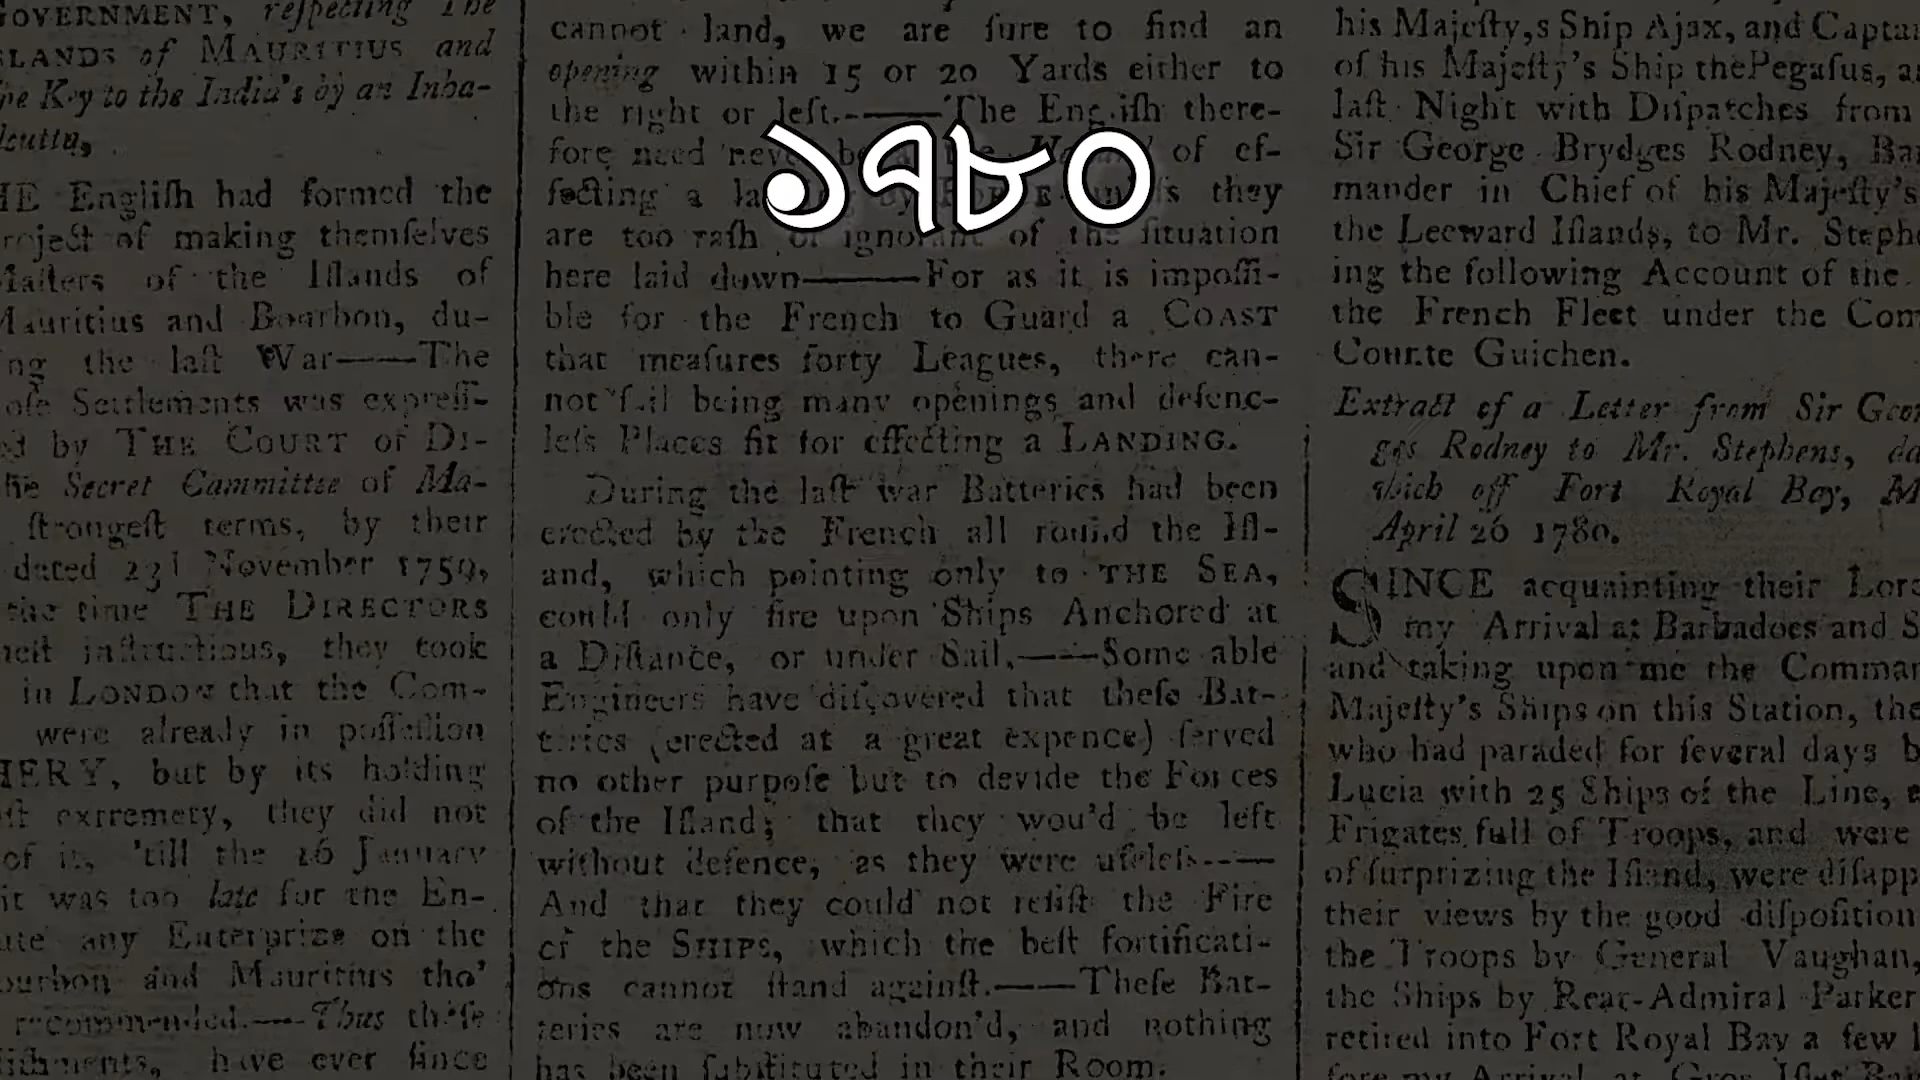 ১৭৮০
GOVERNMENT, reſpecting The
ISLANDS of MAURITIUS and
the Key to the India's by an Inha-
HE Engliſh had formed the
roject of making themſelves
Maſters of the Iſlands of
Mauritius and Bourbon, du-
ng the laſt War——The
oſe Settlements was expreſſ-
ed by THE COURT OF DI-
the Secret Cammittee of Ma-
ſtrongeſt terms, by their
dated 23 November 1759,
the time THE DIRECTORS
they took
in LONDON that the Com-
were already in poſſeſſion
HERY, but by its holding
exrremety, they did not
of it, 'till the 16 January
it was too late for the En-
ute any Enterprize on the
ourbon and Mauritius tho'
recommended.—-Thus theſe
have ever ſince
cannot land, we are ſure to find an
opening within 15 or 20 Yards either to
the right or left.-——The Engliſh there-
fore need of ef-
fecting a they
are too raſh of the ſituation
here laid down———For as it is impoſſi-
ble for the French to Guard a COAST
that meaſures forty Leagues, there can-
not fail being many openings and defenc-
leſs Places fit for effecting a LANDING.
During the laſt war Batteries had been
erected by the French all round the Iſl-
and, which pointing only to THE SEA,
could only fire upon Ships Anchored at
a Diſtance, or under Sail,——Some able
Engineers have diſcovered that theſe Bat-
teries (erected at a great expence) ſerved
no other purpoſe but to devide the Forces
of the Iſland; that they wou'd be left
without defence, as they were uſeleſs---—
And that they could not reſiſt the Fire
of the SHIPS, which the beſt fortificati-
ons cannot ſtand againſt.——Theſe Bat-
teries are now abandon'd, and nothing
has been ſubſtituted in their Room.
his Majeſty,s Ship Ajax, and Capta
of his Majeſty's Ship the Pegaſus, a
laſt Night with Diſpatches from
Sir George Brydges Rodney, Ba
mander in Chief of his Majeſty's
the Leeward Iſlands, to Mr. Steph
ing the following Account of the
the French Fleet under the Com
Counte Guichen.
Extract of a Letter from Sir Geor
ges Rodney to Mr. Stephens, da
which off Fort Royal Bay, M
April 26 1780.
SINCE acquainting their Lor
my Arrival at Barbadoes and S
and taking upon me the Comman
Majeſty's Ships on this Station, the
who had paraded for ſeveral days b
Lucia with 25 Ships of the Line,
Frigates full of Troops, and were
of ſurprizing the Iſland, were diſapp
their views by the good diſpoſition
the Troops by General Vaughan,
the Ships by Rear-Admiral Parker
retired into Fort Royal Bay a few